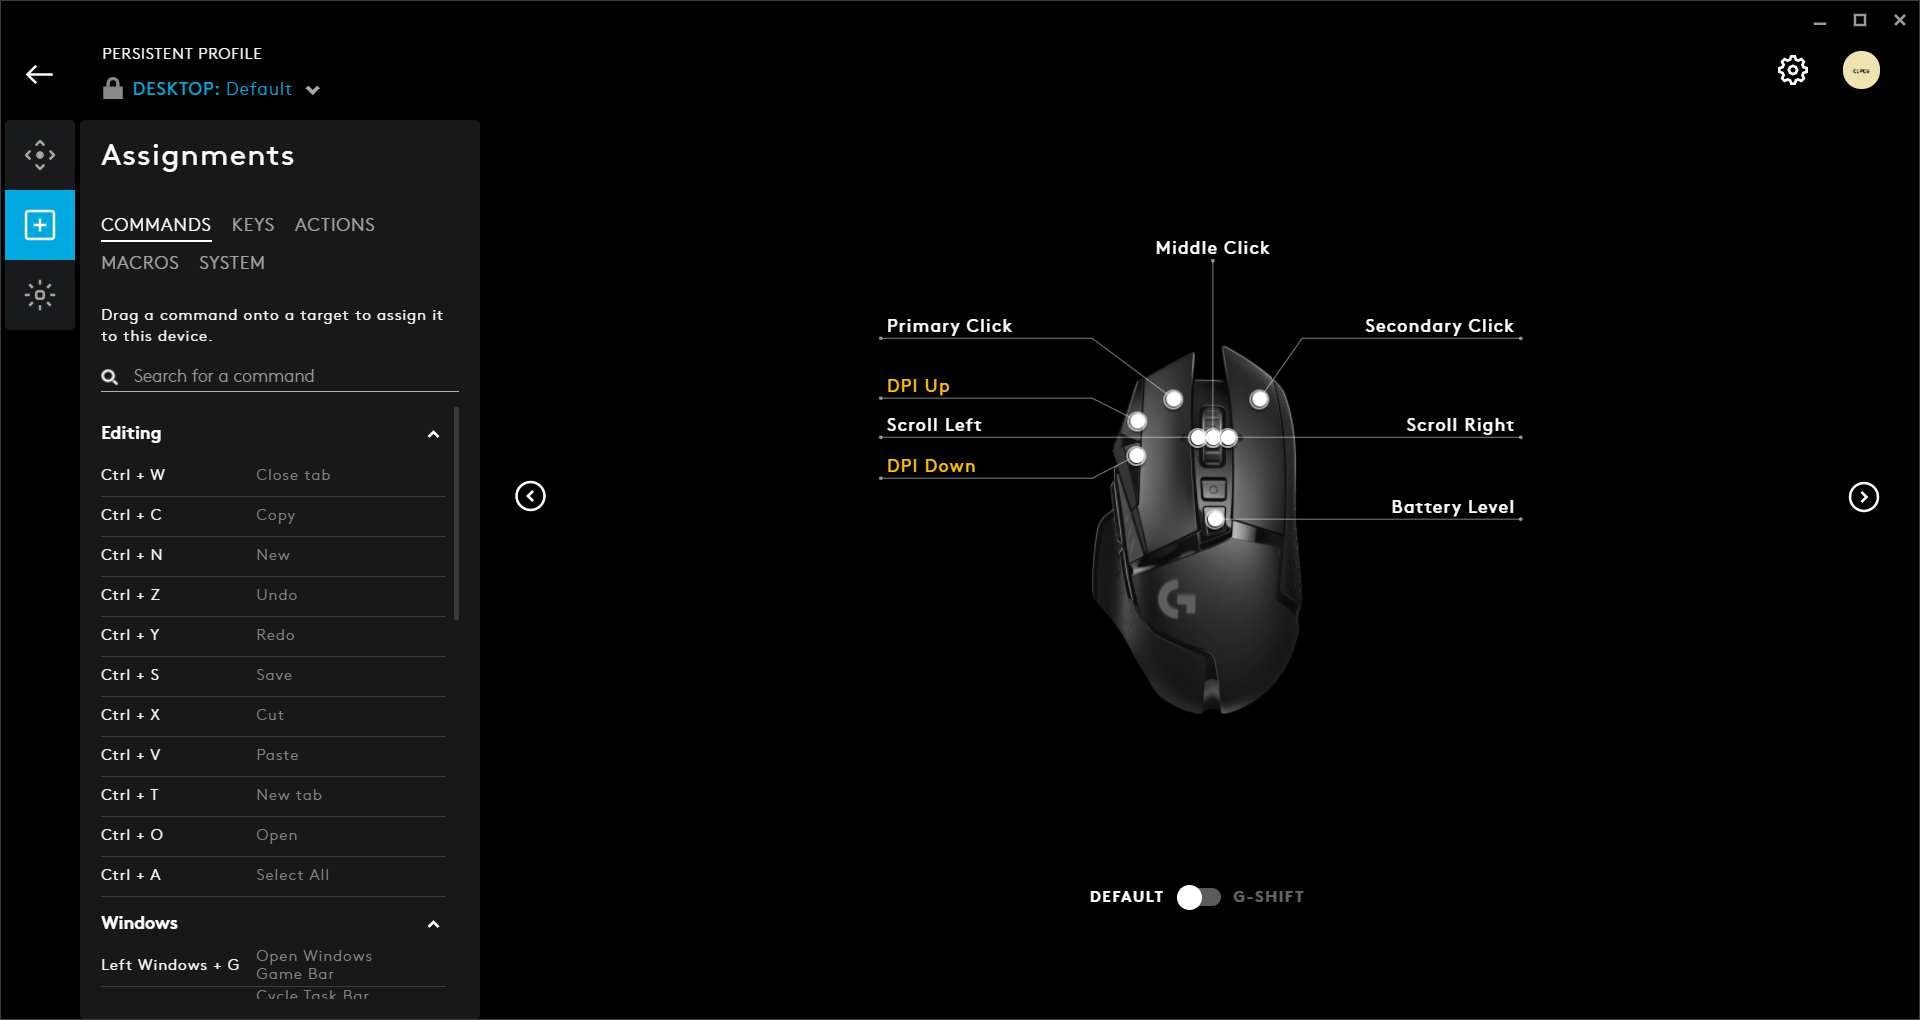 PERSISTENT PROFILE
DESKTOP: Default
Assignments
COMMANDS KEYS ACTIONS
MACROS SYSTEM
Drag a command onto a target to assign it
to this device.
Search for a command
Editing
Ctrl + W Close tab
Ctrl + C Copy
Ctrl + N New
Ctrl + Z Undo
Ctrl + Y Redo
Ctrl + S Save
Ctrl + X Cut
Ctrl + V Paste
Ctrl + T New tab
Ctrl + O Open
Ctrl + A Select All
Windows
Left Windows + G Open Windows
Game Bar
Cycle Task Bar
Middle Click
Primary Click
Secondary Click
DPI Up
Scroll Left
Scroll Right
DPI Down
Battery Level
DEFAULT G-SHIFT